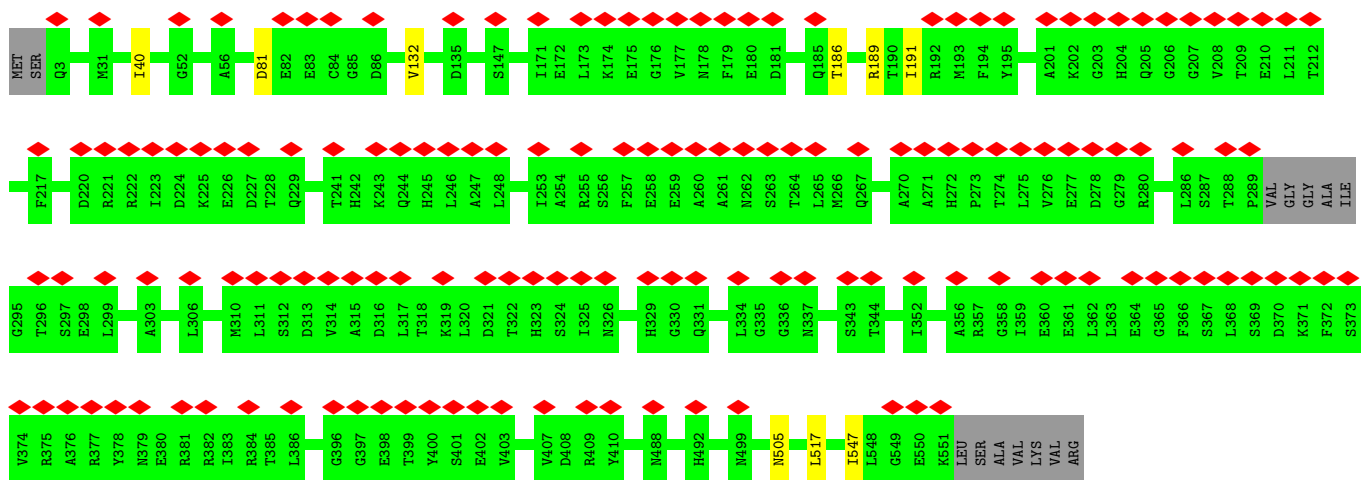 MET SER Q3 M31 I40 G52 A56 D81 E82 E83 C84 G85 D86 V132 D135 S147 I171 E172 L173 K174 E175 G176 V177 N178 F179 E180 D181 Q185 T186 R189 T190 I191 R192 M193 F194 Y195 A201 K202 G203 H204 Q205 G206 G207 V208 T209 E210 L211 T212
F217 D220 R221 R222 I223 D224 K225 E226 D227 T228 Q229 T241 H242 K243 Q244 H245 L246 A247 L248 I253 A254 R255 S256 F257 E258 E259 A260 A261 N262 S263 T264 L265 M266 Q267 A270 A271 H272 P273 T274 L275 V276 E277 D278 G279 R280 L286 S287 T288 P289 VAL GLY GLY ALA ILE
G295 T296 S297 E298 L299 A303 L306 M310 L311 S312 D313 V314 A315 D316 L317 T318 K319 L320 D321 T322 H323 S324 I325 N326 H329 G330 Q331 L334 G335 G336 N337 S343 T344 I352 A356 R357 G358 I359 E360 E361 L362 L363 E364 G365 F366 S367 L368 S369 D370 K371 F372 S373
V374 R375 A376 R377 Y378 N379 E380 R381 R382 I383 R384 T385 L386 G396 G397 E398 T399 Y400 S401 E402 V403 V407 D408 R409 Y410 N488 H492 N499 N505 L517 I547 L548 G549 E550 K551 LEU SER ALA VAL LYS VAL ARG